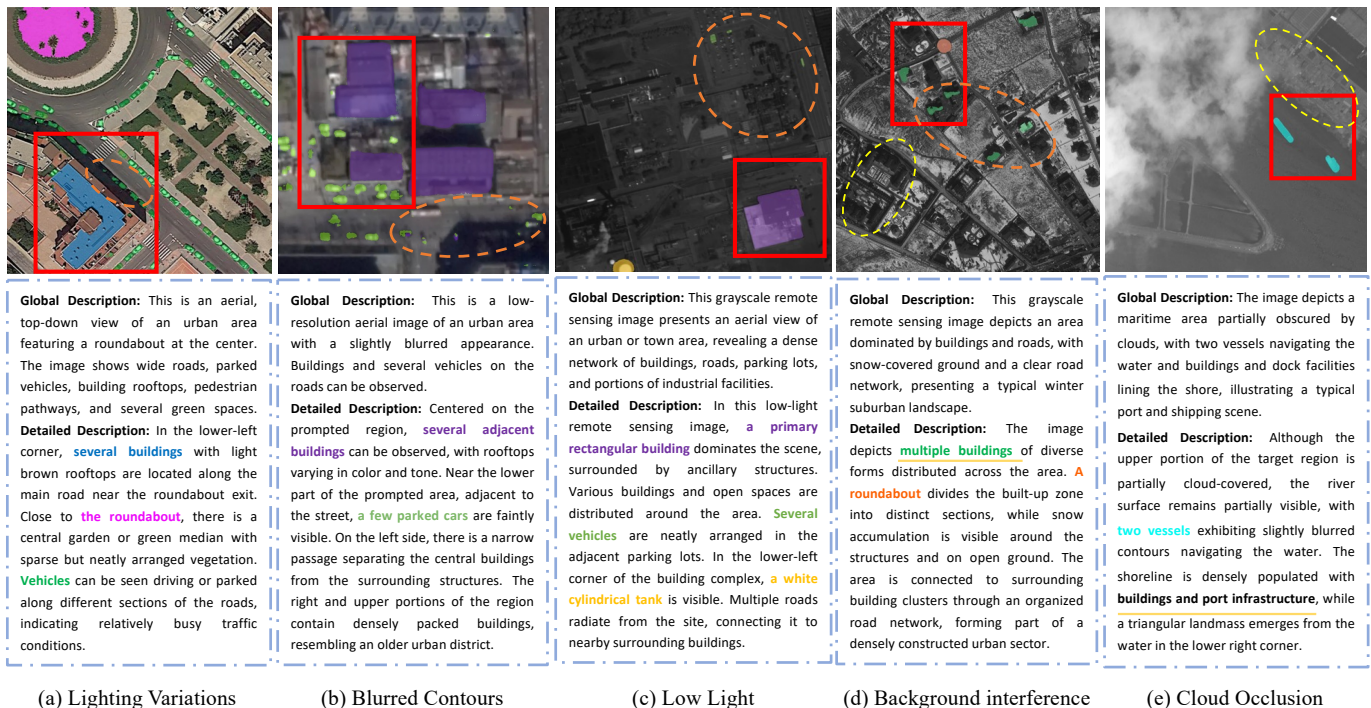 Global Description: This is an aerial,
top-down view of an urban area
featuring a roundabout at the center.
The image shows wide roads, parked
vehicles, building rooftops, pedestrian
pathways, and several green spaces.
Detailed Description: In the lower-left
corner, several buildings with light
brown rooftops are located along the
main road near the roundabout exit.
Close to the roundabout, there is a
central garden or green median with
sparse but neatly arranged vegetation.
Vehicles can be seen driving or parked
along different sections of the roads,
indicating relatively busy traffic
conditions.
(a) Lighting Variations
Global Description: This is a low-
resolution aerial image of an urban area
with a slightly blurred appearance.
Buildings and several vehicles on the
roads can be observed.
Detailed Description: Centered on the
prompted region, several adjacent
buildings can be observed, with rooftops
varying in color and tone. Near the lower
part of the prompted area, adjacent to
the street, a few parked cars are faintly
visible. On the left side, there is a narrow
passage separating the central buildings
from the surrounding structures. The
right and upper portions of the region
contain densely packed buildings,
resembling an older urban district.
(b) Blurred Contours
Global Description: This grayscale remote
sensing image presents an aerial view of
an urban or town area, revealing a dense
network of buildings, roads, parking lots,
and portions of industrial facilities.
Detailed Description: In this low-light
remote sensing image, a primary
rectangular building dominates the scene,
surrounded by ancillary structures.
Various buildings and open spaces are
distributed around the area. Several
vehicles are neatly arranged in the
adjacent parking lots. In the lower-left
corner of the building complex, a white
cylindrical tank is visible. Multiple roads
radiate from the site, connecting it to
nearby surrounding buildings.
(c) Low Light
Global Description: This grayscale
remote sensing image depicts an area
dominated by buildings and roads, with
snow-covered ground and a clear road
network, presenting a typical winter
suburban landscape.
Detailed Description: The image
depicts multiple buildings of diverse
forms distributed across the area. A
roundabout divides the built-up zone
into distinct sections, while snow
accumulation is visible around the
structures and on open ground. The
area is connected to surrounding
building clusters through an organized
road network, forming part of a
densely constructed urban sector.
(d) Background interference
Global Description: The image depicts a
maritime area partially obscured by
clouds, with two vessels navigating the
water and buildings and dock facilities
lining the shore, illustrating a typical
port and shipping scene.
Detailed Description: Although the
upper portion of the target region is
partially cloud-covered, the river
surface remains partially visible, with
two vessels exhibiting slightly blurred
contours navigating the water. The
shoreline is densely populated with
buildings and port infrastructure, while
a triangular landmass emerges from the
water in the lower right corner.
(e) Cloud Occlusion